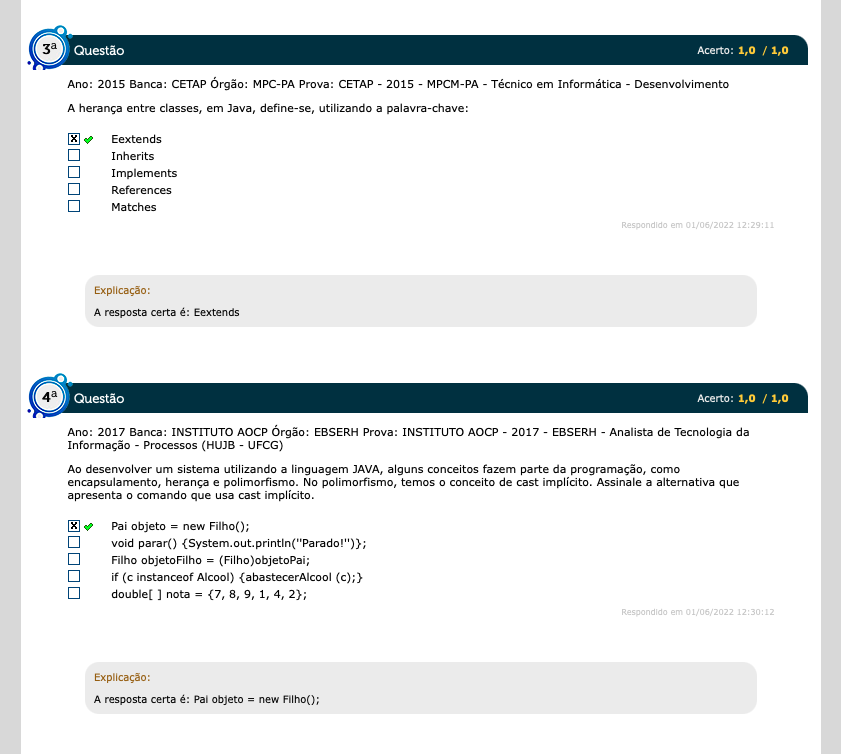 3ª Questão Acerto: 1,0 / 1,0
Ano: 2015 Banca: CETAP Órgão: MPC-PA Prova: CETAP - 2015 - MPCM-PA - Técnico em Informática - Desenvolvimento
A herança entre classes, em Java, define-se, utilizando a palavra-chave:
X Eextends
Inherits
Implements
References
Matches
Respondido em 01/06/2022 12:29:11
Explicação:
A resposta certa é: Eextends
4ª Questão Acerto: 1,0 / 1,0
Ano: 2017 Banca: INSTITUTO AOCP Órgão: EBSERH Prova: INSTITUTO AOCP - 2017 - EBSERH - Analista de Tecnologia da
Informação - Processos (HUJB - UFCG)
Ao desenvolver um sistema utilizando a linguagem JAVA, alguns conceitos fazem parte da programação, como
encapsulamento, herança e polimorfismo. No polimorfismo, temos o conceito de cast implícito. Assinale a alternativa que
apresenta o comando que usa cast implícito.
X Pai objeto = new Filho();
void parar() {System.out.println("Parado!")};
Filho objetoFilho = (Filho)objetoPai;
if (c instanceof Alcool) {abastecerAlcool (c);}
double[ ] nota = {7, 8, 9, 1, 4, 2};
Respondido em 01/06/2022 12:30:12
Explicação:
A resposta certa é: Pai objeto = new Filho();